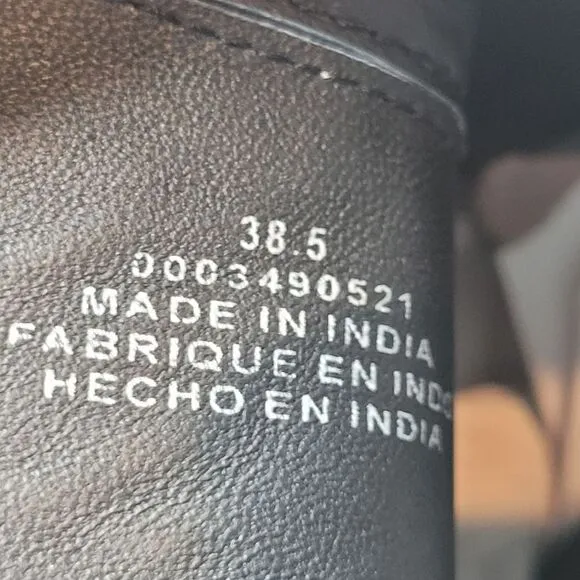 38.5
0003490521
MADE IN INDIA
FABRIQUE EN
HECHO EN INDIA